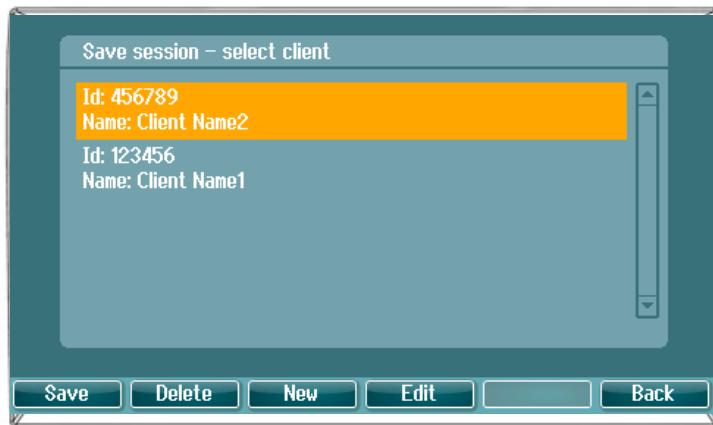 Save session – select client
Id: 456789
Name: Client Name2
Id: 123456
Name: Client Name1
Save Delete New Edit Back